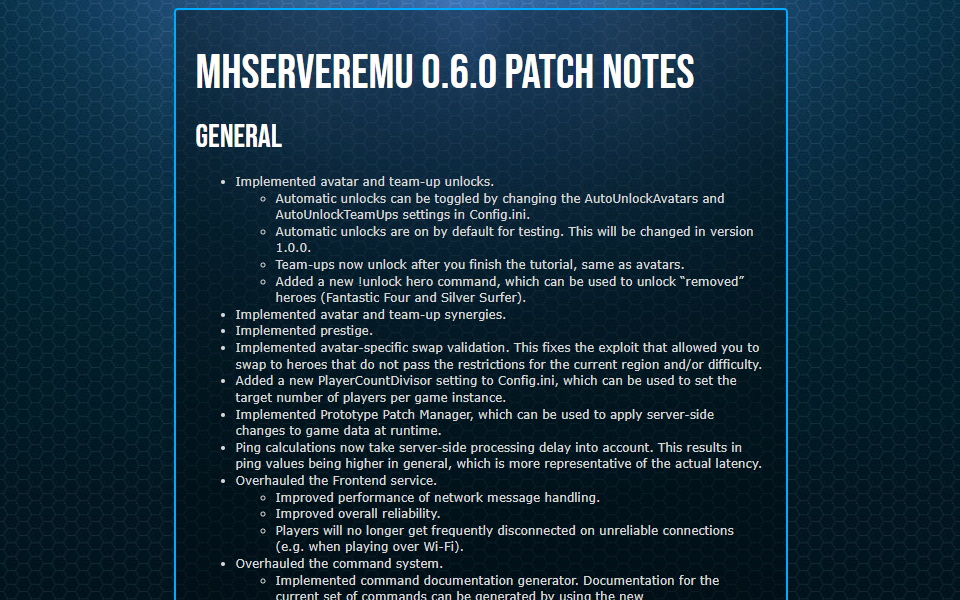 MHSERVEREMU 0.6.0 PATCH NOTES
GENERAL
Implemented avatar and team-up unlocks.
Automatic unlocks can be toggled by changing the AutoUnlockAvatars and
AutoUnlockTeamUps settings in Config.ini.
Automatic unlocks are on by default for testing. This will be changed in version
1.0.0.
Team-ups now unlock after you finish the tutorial, same as avatars.
Added a new !unlock hero command, which can be used to unlock “removed”
heroes (Fantastic Four and Silver Surfer).
Implemented avatar and team-up synergies.
Implemented prestige.
Implemented avatar-specific swap validation. This fixes the exploit that allowed you to
swap to heroes that do not pass the restrictions for the current region and/or difficulty.
Added a new PlayerCountDivisor setting to Config.ini, which can be used to set the
target number of players per game instance.
Implemented Prototype Patch Manager, which can be used to apply server-side
changes to game data at runtime.
Ping calculations now take server-side processing delay into account. This results in
ping values being higher in general, which is more representative of the actual latency.
Overhauled the Frontend service.
Improved performance of network message handling.
Improved overall reliability.
Players will no longer get frequently disconnected on unreliable connections
(e.g. when playing over Wi-Fi).
Overhauled the command system.
Implemented command documentation generator. Documentation for the
current set of commands can be generated by using the new